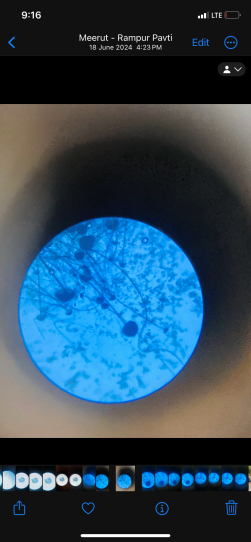 9:16
LTE
Meerut - Rampur Pavti
18 June 2024 4:23 PM
Edit